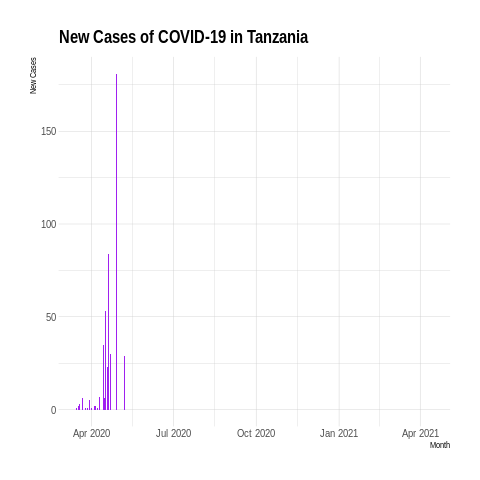 New Cases of COVID-19 in Tanzania
New Cases
150
100
50
0
Apr 2020 Jul 2020 Oct 2020 Jan 2021 Apr 2021
Month